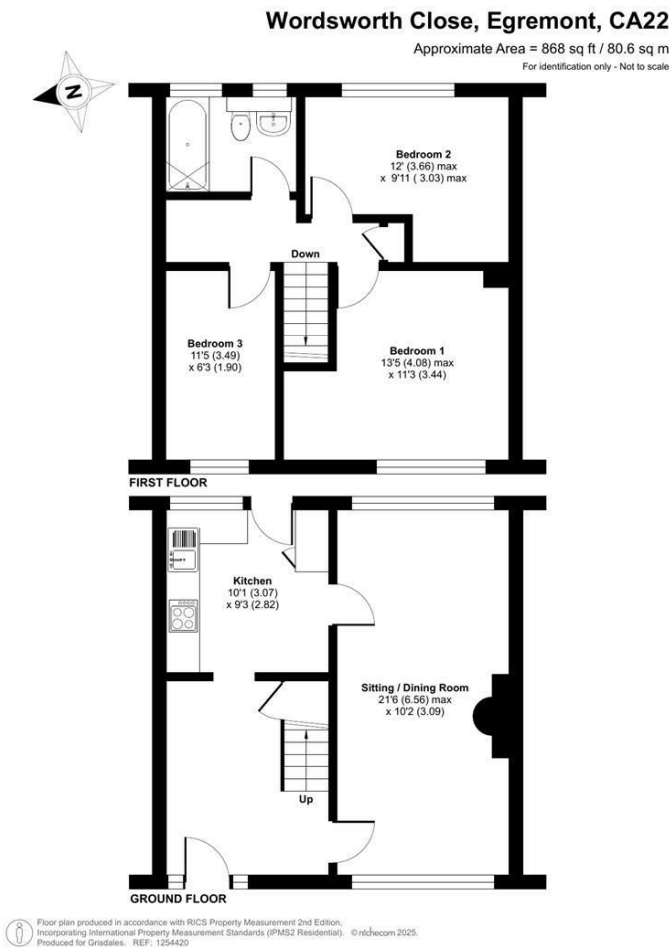 Wordsworth Close, Egremont, CA22
Approximate Area = 868 sq ft / 80.6 sq m
For identification only - Not to scale
N
Bedroom 2
12' (3.66) max
x 9'11 ( 3.03) max
Down
Bedroom 3
11'5 (3.49)
x 6'3 (1.90)
Bedroom 1
13'5 (4.08) max
x 11'3 (3.44)
FIRST FLOOR
Kitchen
10'1 (3.07)
x 9'3 (2.82)
Sitting / Dining Room
21'6 (6.56) max
x 10'2 (3.09)
Up
GROUND FLOOR
Floor plan produced in accordance with RICS Property Measurement 2nd Edition,
Incorporating International Property Measurement Standards (IPMS2 Residential). ©nichecom 2025.
Produced for Grisdales. REF: 1254420